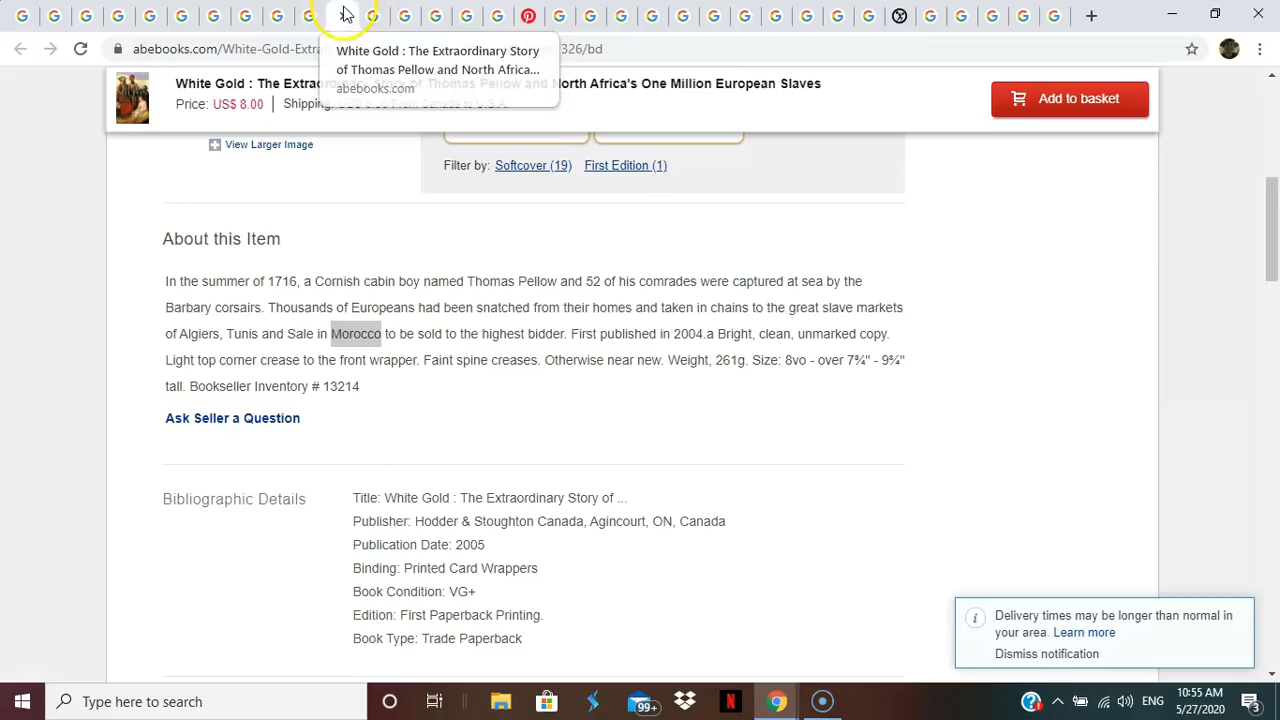 abebooks.com/White-Gold-Extra
326/bd
White Gold : The Extraordinary Story
of Thomas Pellow and North Africa...
abebooks.com
White Gold : The Extraordinary Story of Thomas Pellow and North Africa's One Million European Slaves
Price: US$ 8.00
Shipping:
Add to basket
View Larger Image
Filter by: Softcover (19) First Edition (1)
About this Item
In the summer of 1716, a Cornish cabin boy named Thomas Pellow and 52 of his comrades were captured at sea by the
Barbary corsairs. Thousands of Europeans had been snatched from their homes and taken in chains to the great slave markets
of Algiers, Tunis and Sale in Morocco to be sold to the highest bidder. First published in 2004.a Bright, clean, unmarked copy.
Light top corner crease to the front wrapper. Faint spine creases. Otherwise near new. Weight, 261g. Size: 8vo - over 7¾" - 9¾"
tall. Bookseller Inventory # 13214
Ask Seller a Question
Bibliographic Details
Title: White Gold : The Extraordinary Story of ...
Publisher: Hodder & Stoughton Canada, Agincourt, ON, Canada
Publication Date: 2005
Binding: Printed Card Wrappers
Book Condition: VG+
Edition: First Paperback Printing.
Book Type: Trade Paperback
Delivery times may be longer than normal in
your area. Learn more
Dismiss notification
Type here to search
99+
ENG
10:55 AM
5/27/2020
3